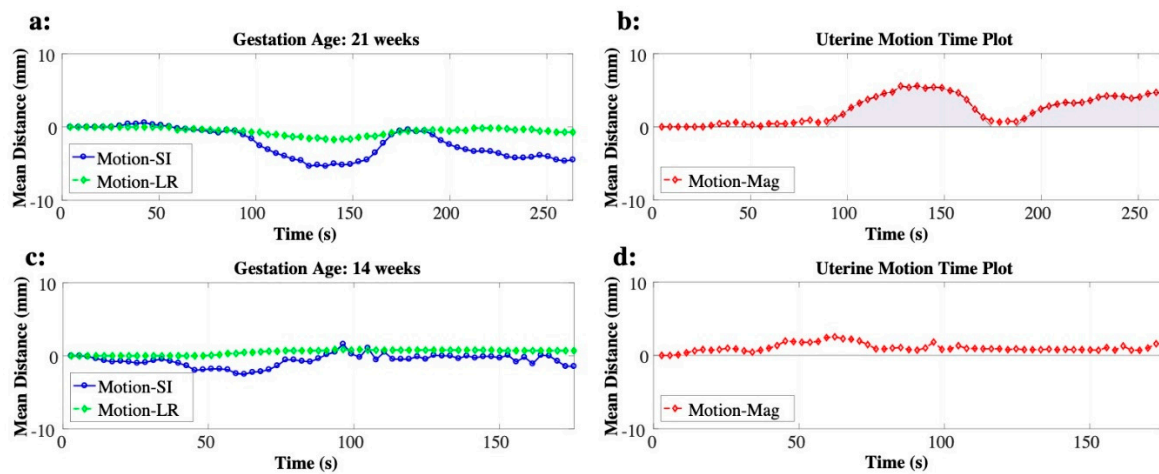 a:
Gestation Age: 21 weeks
Mean Distance (mm)
10
0
-10
Motion-SI
Motion-LR
0 50 100 150 200 250
Time (s)
b:
Uterine Motion Time Plot
Mean Distance (mm)
10
0
-10
Motion-Mag
0 50 100 150 200 250
Time (s)
c:
Gestation Age: 14 weeks
Mean Distance (mm)
10
0
-10
Motion-SI
Motion-LR
0 50 100 150
Time (s)
d:
Uterine Motion Time Plot
Mean Distance (mm)
10
0
-10
Motion-Mag
0 50 100 150
Time (s)